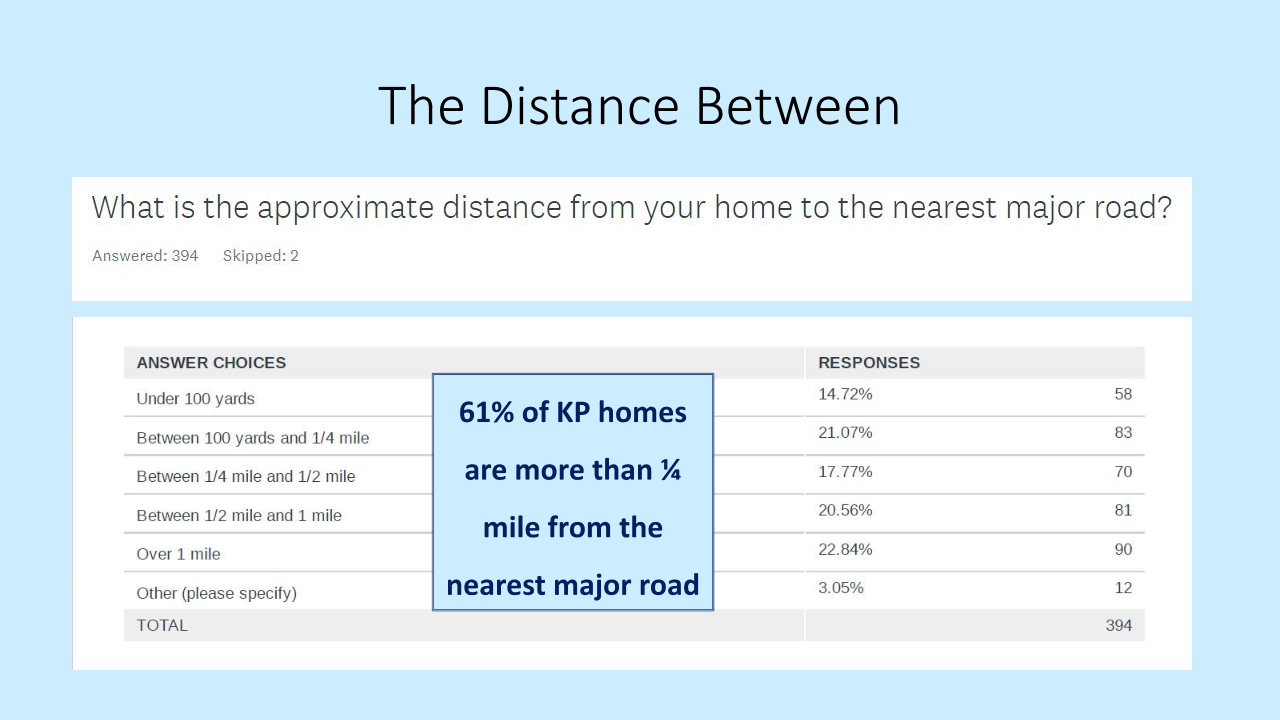 The Distance Between
What is the approximate distance from your home to the nearest major road?
Answered: 394 Skipped: 2
ANSWER CHOICES RESPONSES
Under 100 yards 14.72% 58
Between 100 yards and 1/4 mile 21.07% 83
Between 1/4 mile and 1/2 mile 17.77% 70
Between 1/2 mile and 1 mile 20.56% 81
Over 1 mile 22.84% 90
Other (please specify) 3.05% 12
TOTAL 394
61% of KP homes
are more than ¼
mile from the
nearest major road